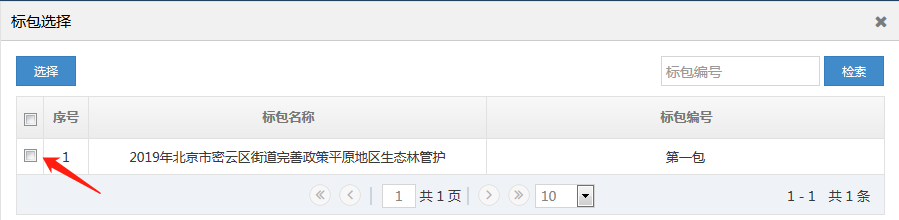 标包选择
选择 标包编号 检索
序号 标包名称 标包编号
1 2019年北京市密云区街道完善政策平原地区生态林管护 第一包
1 共 1 页 10 1 - 1 共 1 条